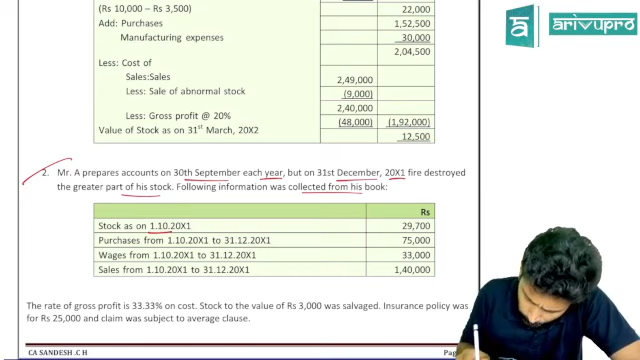 (Rs 10,000 – Rs 3,500) 22,000
Add: Purchases 1,52,500
Manufacturing expenses 30,000
2,04,500
Less: Cost of
Sales:Sales 2,49,000
Less: Sale of abnormal stock (9,000)
2,40,000
Less: Gross profit @ 20% (48,000) (1,92,000)
Value of Stock as on 31st March, 20X2 12,500
अ arivupro
2. Mr. A prepares accounts on 30th September each year, but on 31st December, 20X1 fire destroyed
the greater part of his stock. Following information was collected from his
book:
Rs
Stock as on 1.10.20X1 29,700
Purchases from 1.10.20X1 to 31.12.20X1 75,000
Wages from 1.10.20X1 to 31.12.20X1 33,000
Sales from 1.10.20X1 to 31.12.20X1 1,40,000
The rate of gross profit is 33.33% on cost. Stock to the value of Rs 3,000 was salvaged. Insurance policy was
for Rs 25,000 and claim was subject to average clause.
CA SANDESH .C H